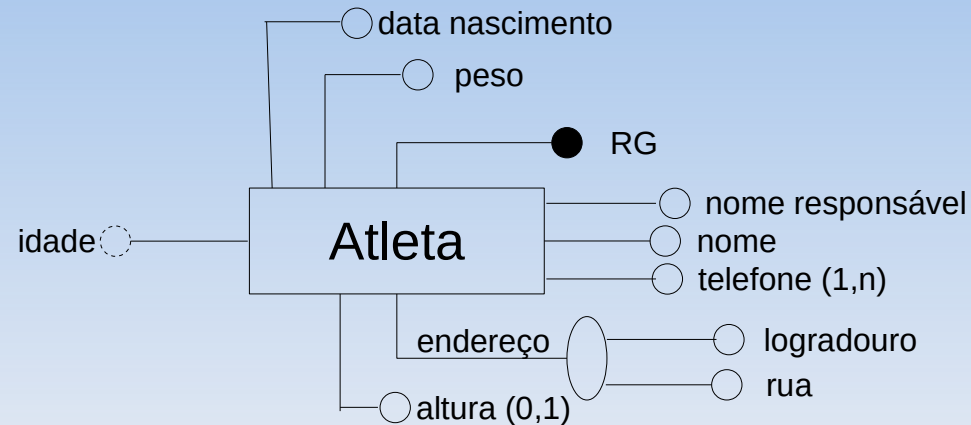 data nascimento
peso
RG
nome responsável
idade
Atleta
nome
telefone (1,n)
endereço
logradouro
rua
altura (0,1)